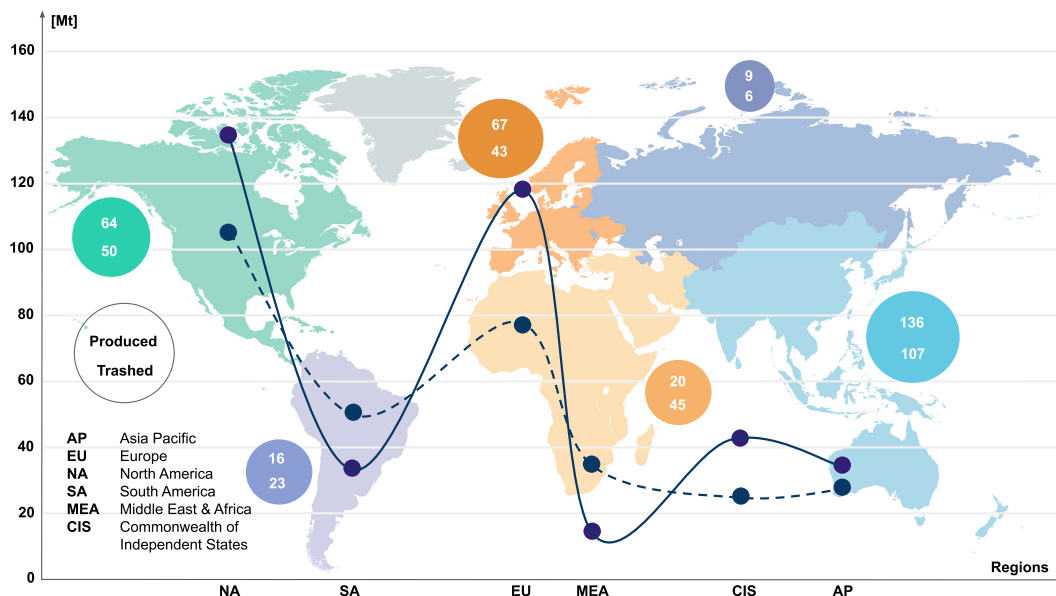 [Mt]
160
140
120
100
80
60
40
20
0
9
6
67
43
64
50
Produced
Trashed
136
107
20
45
16
23
AP Asia Pacific
EU Europe
NA North America
SA South America
MEA Middle East & Africa
CIS Commonwealth of
Independent States
Regions
NA SA EU MEA CIS AP